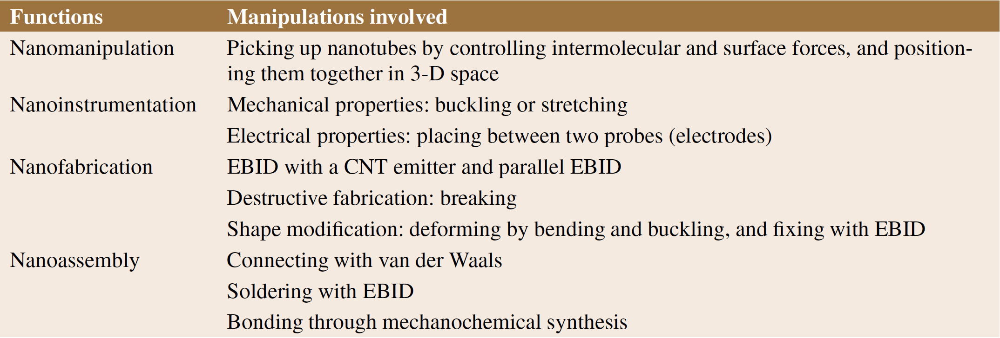 Functions Manipulations involved
Nanomanipulation Picking up nanotubes by controlling intermolecular and surface forces, and position-
ing them together in 3-D space
Nanoinstrumentation Mechanical properties: buckling or stretching
Electrical properties: placing between two probes (electrodes)
Nanofabrication EBID with a CNT emitter and parallel EBID
Destructive fabrication: breaking
Shape modification: deforming by bending and buckling, and fixing with EBID
Nanoassembly Connecting with van der Waals
Soldering with EBID
Bonding through mechanochemical synthesis